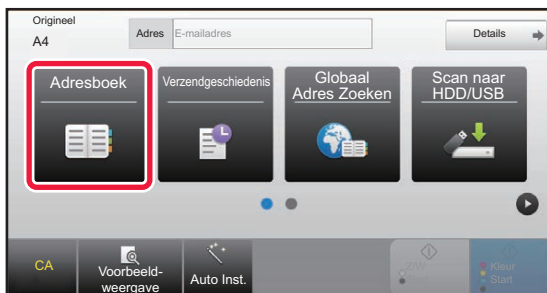 Origineel
A4
Adres
E-mailadres
Details
Adresboek
Verzendgeschiedenis
Globaal
Adres Zoeken
Scan naar
HDD/USB
CA
Voorbeeld-
weergave
Auto Inst.
Z/W
Start
Kleur
Start